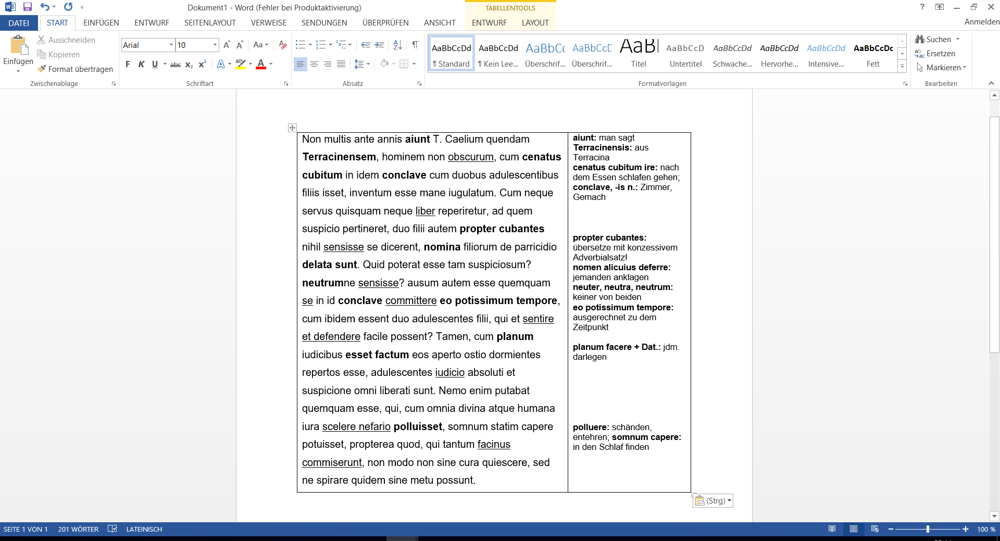 Dokument1 - Word (Fehler bei Produktaktivierung)
TABELLENTOOLS
?
DATEI START EINFÜGEN ENTWURF SEITENLAYOUT VERWEISE SENDUNGEN ÜBERPRÜFEN ANSICHT ENTWURF LAYOUT Anmelden
Einfügen
Ausschneiden
Kopieren
Format übertragen
Zwischenablage
Arial 10
F K U abc x₂ x²
Schriftart
Absatz
AaBbCcDd AaBbCcDd AaBbCc AaBbCcD AaBl AaBbCcD AaBbCcDd AaBbCcDd AaBbCcDd AaBbCcDc
¶ Standard ¶ Kein Lee... Überschrif... Überschrif... Titel Untertitel Schwache... Hervorhe... Intensive... Fett
Formatvorlagen
Suchen
Ersetzen
Markieren
Bearbeiten
Non multis ante annis aiunt T. Caelium quendam
Terracinensem, hominem non obscurum, cum cenatus
cubitum in idem conclave cum duobus adulescentibus
filiis isset, inventum esse mane iugulatum. Cum neque
servus quisquam neque liber reperiretur, ad quem
suspicio pertineret, duo filii autem propter cubantes
nihil sensisse se dicerent, nomina filiorum de parricidio
delata sunt. Quid poterat esse tam suspiciosum?
neutrumne sensisse? ausum autem esse quemquam
se in id conclave committere eo potissimum tempore,
cum ibidem essent duo adulescentes filii, qui et sentire
et defendere facile possent? Tamen, cum planum
iudicibus esset factum eos aperto ostio dormientes
repertos esse, adulescentes iudicio absoluti et
suspicione omni liberati sunt. Nemo enim putabat
quemquam esse, qui, cum omnia divina atque humana
iura scelere nefario polluisset, somnum statim capere
potuisset, propterea quod, qui tantum facinus
commiserunt, non modo non sine cura quiescere, sed
ne spirare quidem sine metu possunt.
aiunt: man sagt
Terracinensis: aus
Terracina
cenatus cubitum ire: nach
dem Essen schlafen gehen;
conclave, -is n.: Zimmer,
Gemach
propter cubantes:
übersetze mit konzessivem
Adverbialsatz!
nomen alicuius deferre:
jemanden anklagen
neuter, neutra, neutrum:
keiner von beiden
eo potissimum tempore:
ausgerechnet zu dem
Zeitpunkt
planum facere + Dat.: jdm.
darlegen
polluere: schänden,
entehren; somnum capere:
in den Schlaf finden
(Strg)
SEITE 1 VON 1 201 WÖRTER LATEINISCH 100 %